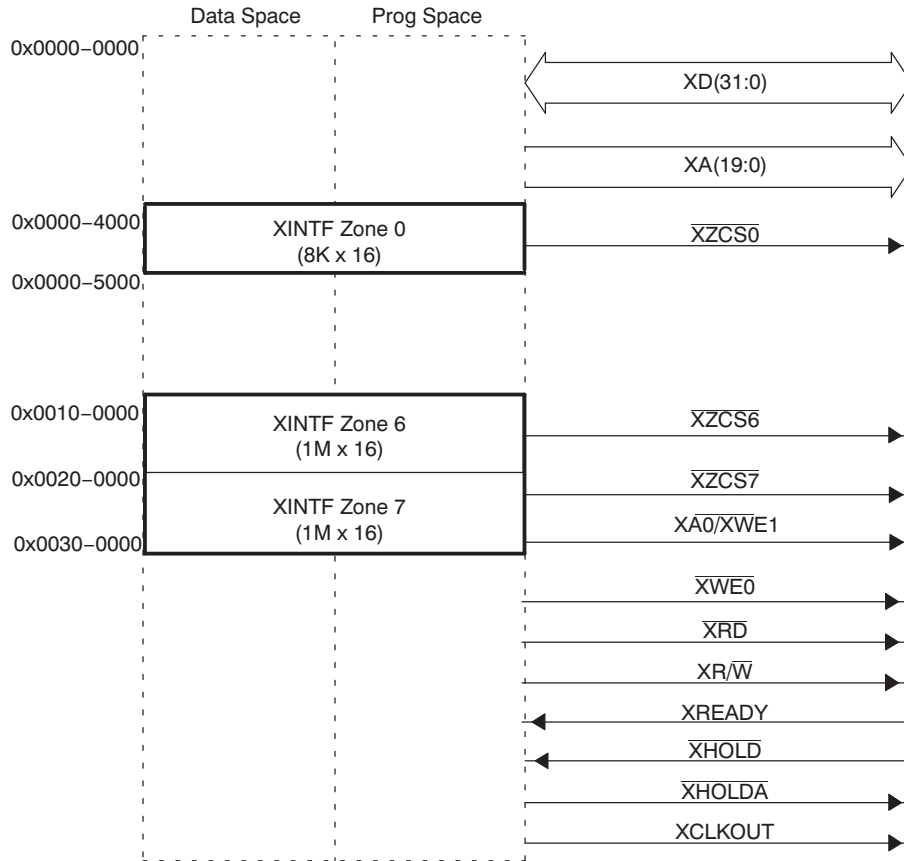 Data Space Prog Space
0x0000−0000
XD(31:0)
XA(19:0)
0x0000−4000
XINTF Zone 0
(8K x 16)
XZCS0
0x0000−5000
0x0010−0000
XINTF Zone 6
(1M x 16)
XZCS6
0x0020−0000
XINTF Zone 7
(1M x 16)
XZCS7
0x0030−0000
XA0/XWE1
XWE0
XRD
XR/W
XREADY
XHOLD
XHOLDA
XCLKOUT